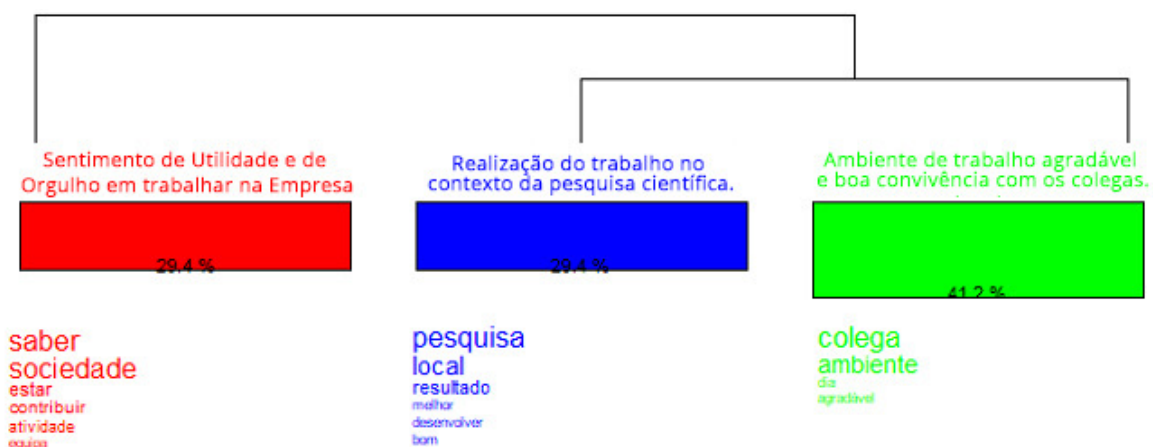 Sentimento de Utilidade e de
Orgulho em trabalhar na Empresa
29.4 %
saber
sociedade
estar
contribuir
atividade
equipe
Realização do trabalho no
contexto da pesquisa científica.
29.4 %
pesquisa
local
resultado
melhor
desenvolver
bom
Ambiente de trabalho agradável
e boa convivência com os colegas.
41.2 %
colega
ambiente
dia
agradável